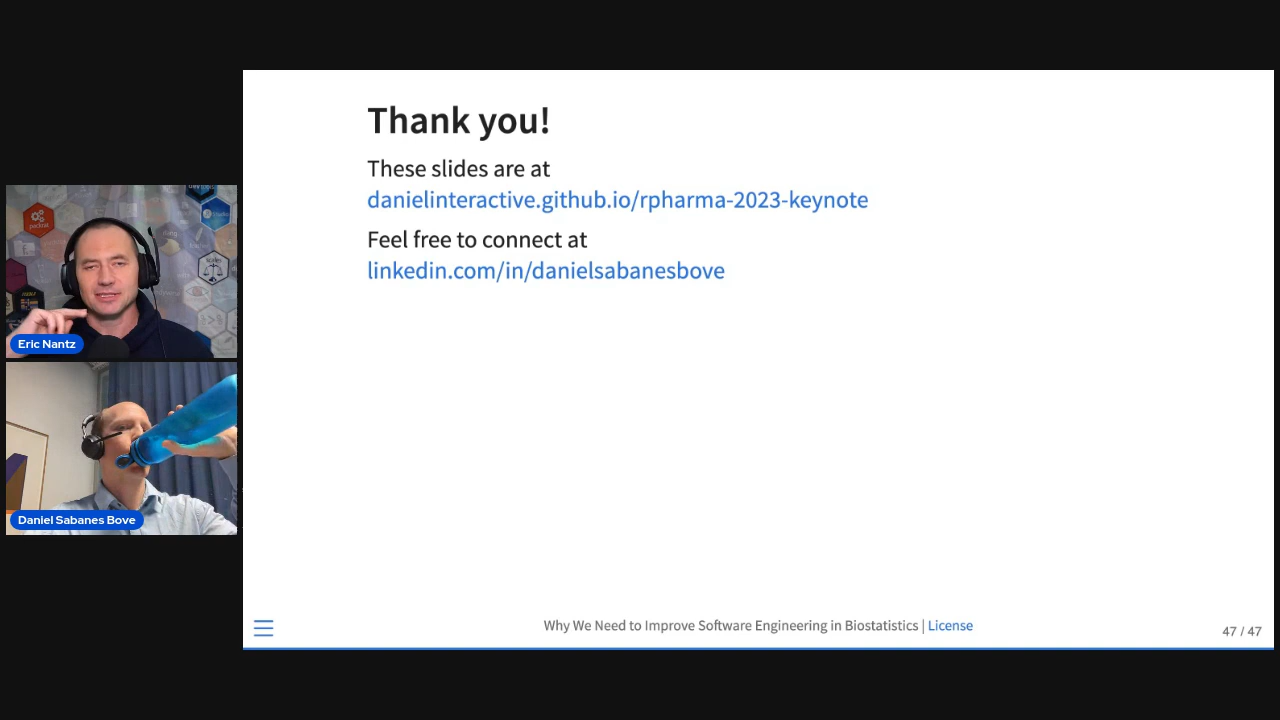 Thank you!
These slides are at
danielinteractive.github.io/rpharma-2023-keynote
Feel free to connect at
linkedin.com/in/danielsabanesbove
Eric Nantz
Daniel Sabanes Bove
Why We Need to Improve Software Engineering in Biostatistics | License
47 / 47